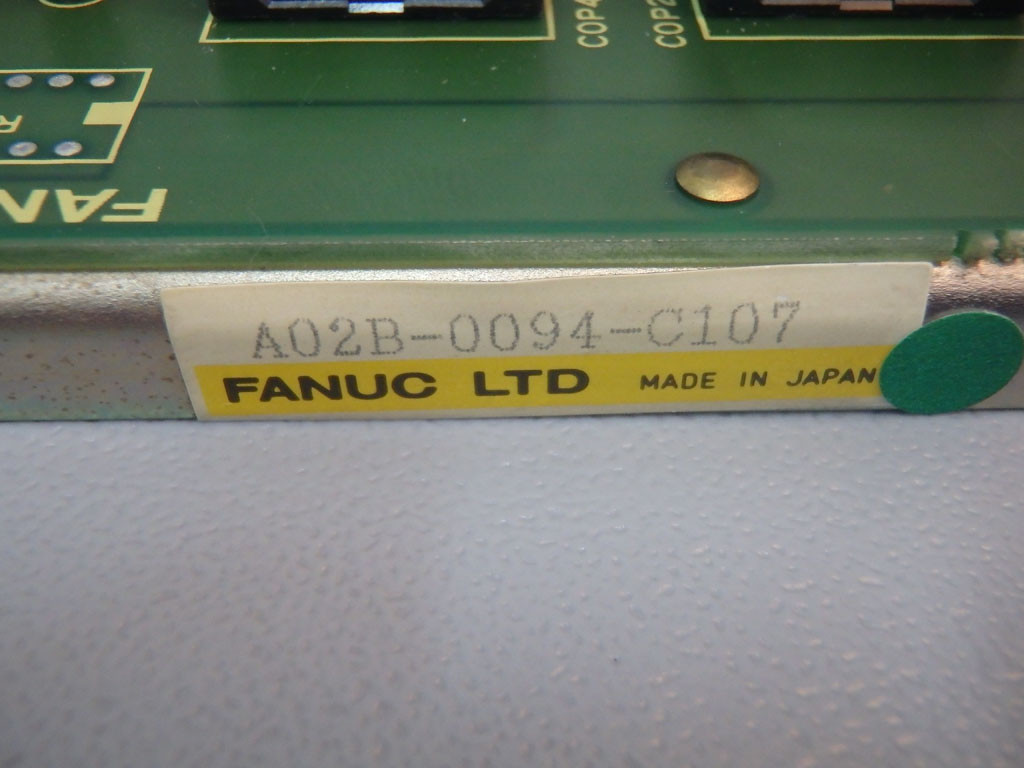 COP4
COP2
R
FAN
A02B-0094-C107
FANUC LTD MADE IN JAPAN